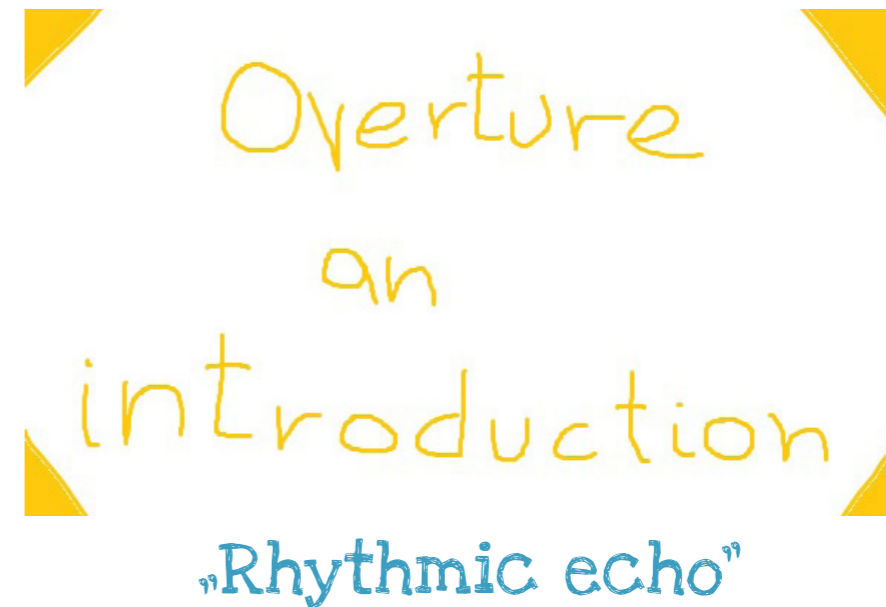 Overture
an
introduction
„Rhythmic echo”